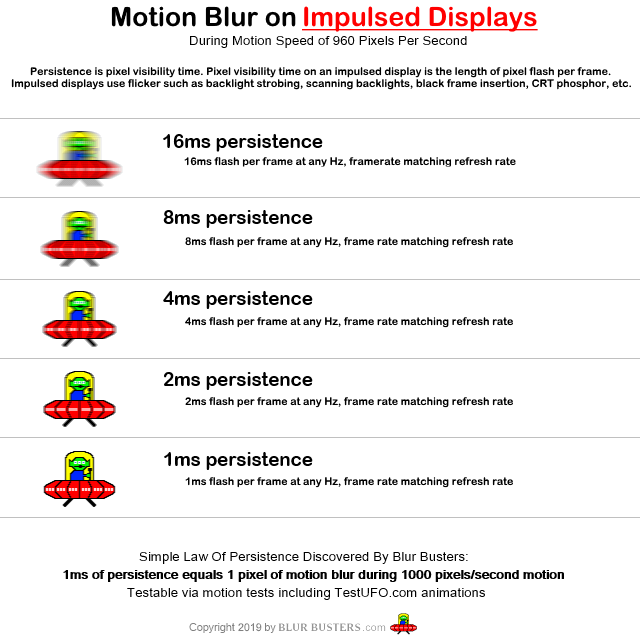 Motion Blur on Impulsed Displays
During Motion Speed of 960 Pixels Per Second
Persistence is pixel visibility time. Pixel visibility time on an impulsed display is the length of pixel flash per frame.
Impulsed displays use flicker such as backlight strobing, scanning backlights, black frame insertion, CRT phosphor, etc.
16ms persistence
16ms flash per frame at any Hz, framerate matching refresh rate
8ms persistence
8ms flash per frame at any Hz, frame rate matching refresh rate
4ms persistence
4ms flash per frame at any Hz, frame rate matching refresh rate
2ms persistence
2ms flash per frame at any Hz, frame rate matching refresh rate
1ms persistence
1ms flash per frame at any Hz, frame rate matching refresh rate
Simple Law Of Persistence Discovered By Blur Busters:
1ms of persistence equals 1 pixel of motion blur during 1000 pixels/second motion
Testable via motion tests including TestUFO.com animations
Copyright 2019 by BLUR BUSTERS.com